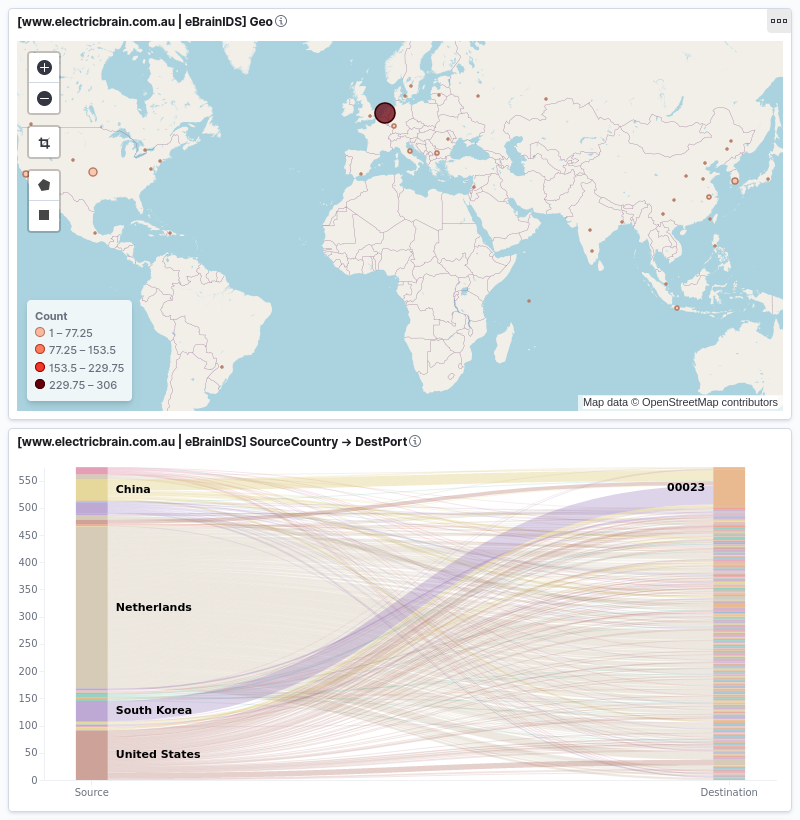 [www.electricbrain.com.au | eBrainIDS] Geo
Count
1 – 77.25
77.25 – 153.5
153.5 – 229.75
229.75 – 306
Map data © OpenStreetMap contributors
[www.electricbrain.com.au | eBrainIDS] SourceCountry → DestPort
550
500
450
400
350
300
250
200
150
100
50
0
China
Netherlands
South Korea
United States
00023
Source
Destination